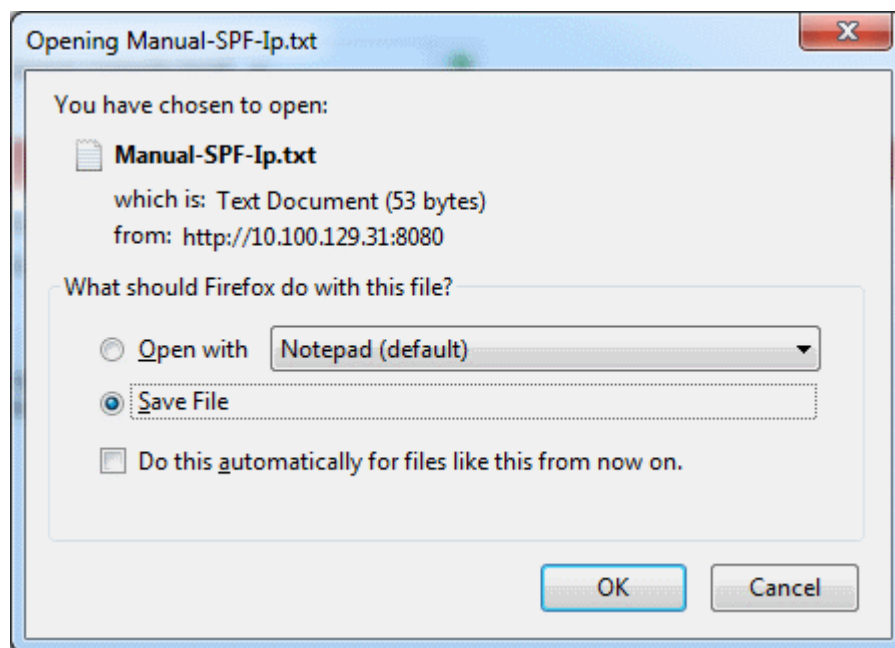 Opening Manual-SPF-Ip.txt
You have chosen to open:
Manual-SPF-Ip.txt
which is: Text Document (53 bytes)
from: http://10.100.129.31:8080
What should Firefox do with this file?
Open with Notepad (default)
Save File
Do this automatically for files like this from now on.
OK Cancel